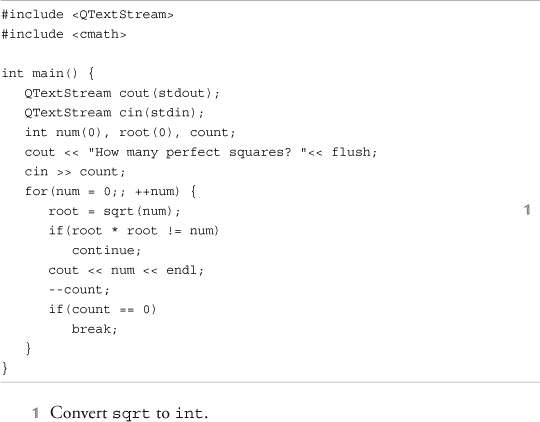 #include <QTextStream>
#include <cmath>

int main() {
   QTextStream cout(stdout);
   QTextStream cin(stdin);
   int num(0), root(0), count;
   cout << "How many perfect squares? "<< flush;
   cin >> count;
   for(num = 0;; ++num) {
      root = sqrt(num); 1
      if(root * root != num)
         continue;
      cout << num << endl;
      --count;
      if(count == 0)
         break;
   }
}
1 Convert sqrt to int.